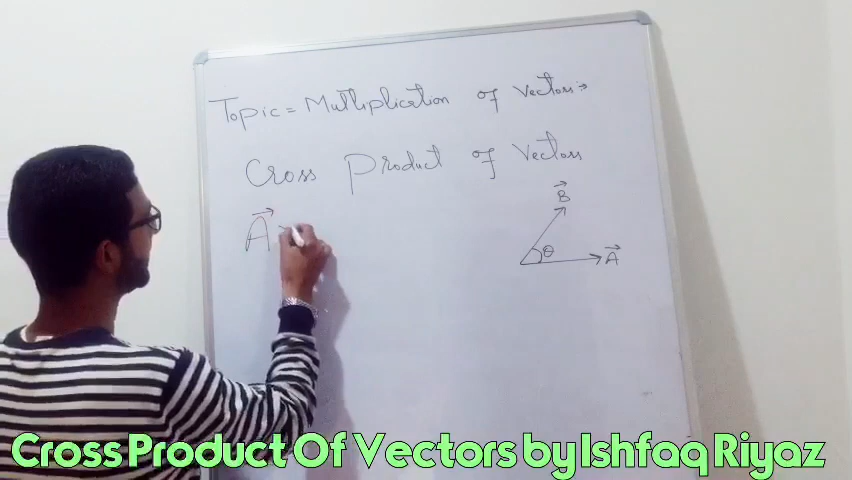 Topic = Multiplication of Vectors :→
Cross Product of Vectors
A⃗ ×
B⃗
θ
A⃗
Cross Product Of Vectors by Ishfaq Riyaz